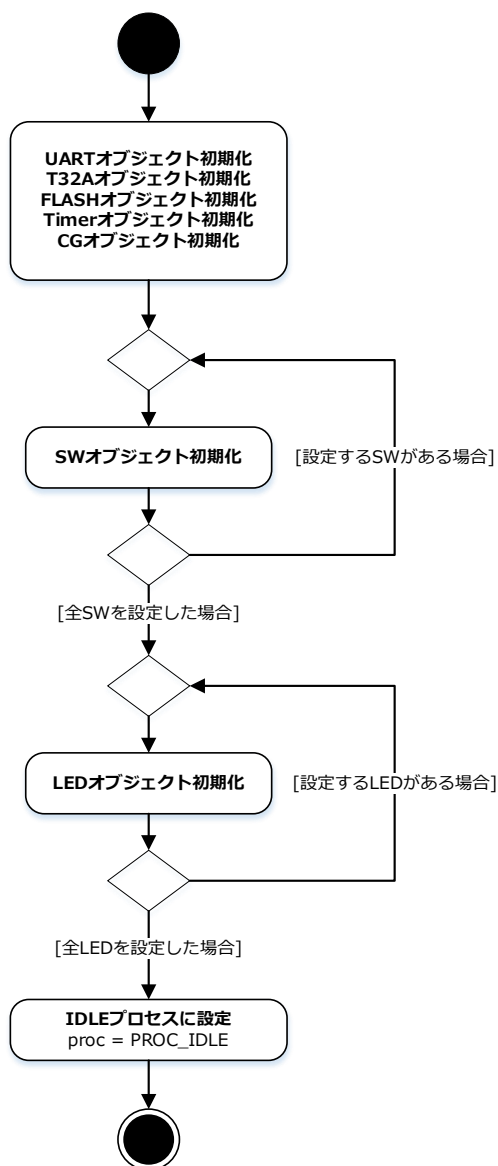 UARTオブジェクト初期化
T32Aオブジェクト初期化
FLASHオブジェクト初期化
Timerオブジェクト初期化
CGオブジェクト初期化
SWオブジェクト初期化
[設定するSWがある場合]
[全SWを設定した場合]
LEDオブジェクト初期化
[設定するLEDがある場合]
[全LEDを設定した場合]
IDLEプロセスに設定
proc = PROC_IDLE